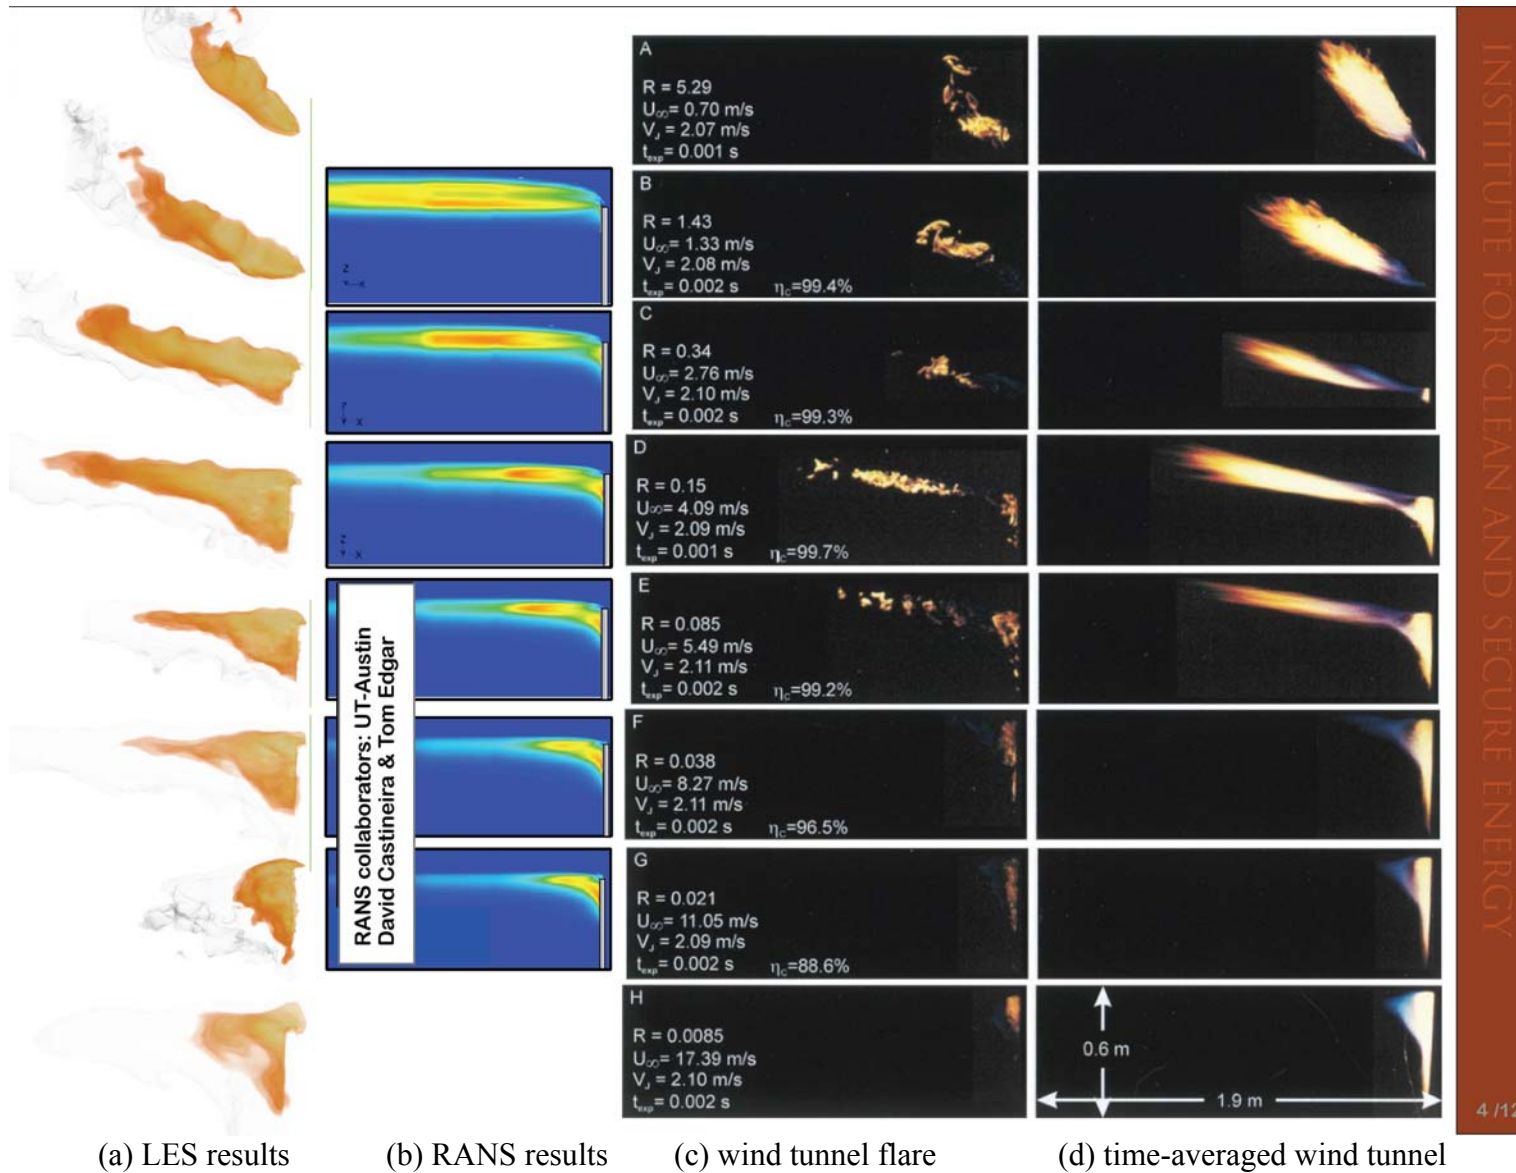 A
R = 5.29
U∞= 0.70 m/s
VJ = 2.07 m/s
texp= 0.001 s
B
R = 1.43
U∞= 1.33 m/s
VJ = 2.08 m/s
texp= 0.002 s ηc=99.4%
C
R = 0.34
U∞= 2.76 m/s
VJ = 2.10 m/s
texp= 0.002 s ηc=99.3%
D
R = 0.15
U∞= 4.09 m/s
VJ = 2.09 m/s
texp= 0.001 s ηc=99.7%
E
R = 0.085
U∞= 5.49 m/s
VJ = 2.11 m/s
texp= 0.002 s ηc=99.2%
F
R = 0.038
U∞= 8.27 m/s
VJ = 2.11 m/s
texp= 0.002 s ηc=96.5%
G
R = 0.021
U∞= 11.05 m/s
VJ = 2.09 m/s
texp= 0.002 s ηc=88.6%
H
R = 0.0085
U∞= 17.39 m/s
VJ = 2.10 m/s
texp= 0.002 s
0.6 m
1.9 m
Z
X
X
Z
X
RANS collaborators: UT-Austin
David Castineira & Tom Edgar
INSTITUTE FOR CLEAN AND SECURE ENERGY
4 /12
(a) LES results (b) RANS results (c) wind tunnel flare (d) time-averaged wind tunnel